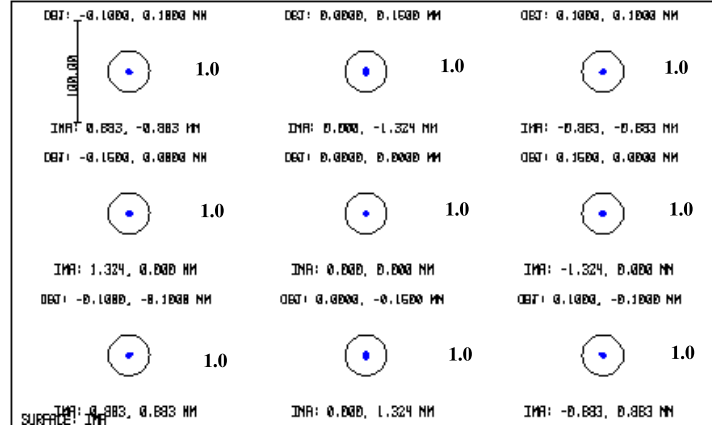 OBJ: -0.1000, 0.1000 MM
OBJ: 0.0000, 0.1500 MM
OBJ: 0.1000, 0.1000 MM
100.00
1.0
1.0
1.0
IMA: 0.883, -0.883 MM
IMA: 0.000, -1.324 MM
IMA: -0.883, -0.883 MM
OBJ: -0.1500, 0.0000 MM
OBJ: 0.0000, 0.0000 MM
OBJ: 0.1500, 0.0000 MM
1.0
1.0
1.0
IMA: 1.324, 0.000 MM
IMA: 0.000, 0.000 MM
IMA: -1.324, 0.000 MM
OBJ: -0.1000, -0.1000 MM
OBJ: 0.0000, -0.1500 MM
OBJ: 0.1000, -0.1000 MM
1.0
1.0
1.0
IMA: 0.883, 0.883 MM
IMA: 0.000, 1.324 MM
IMA: -0.883, 0.883 MM
SURFACE: IMA